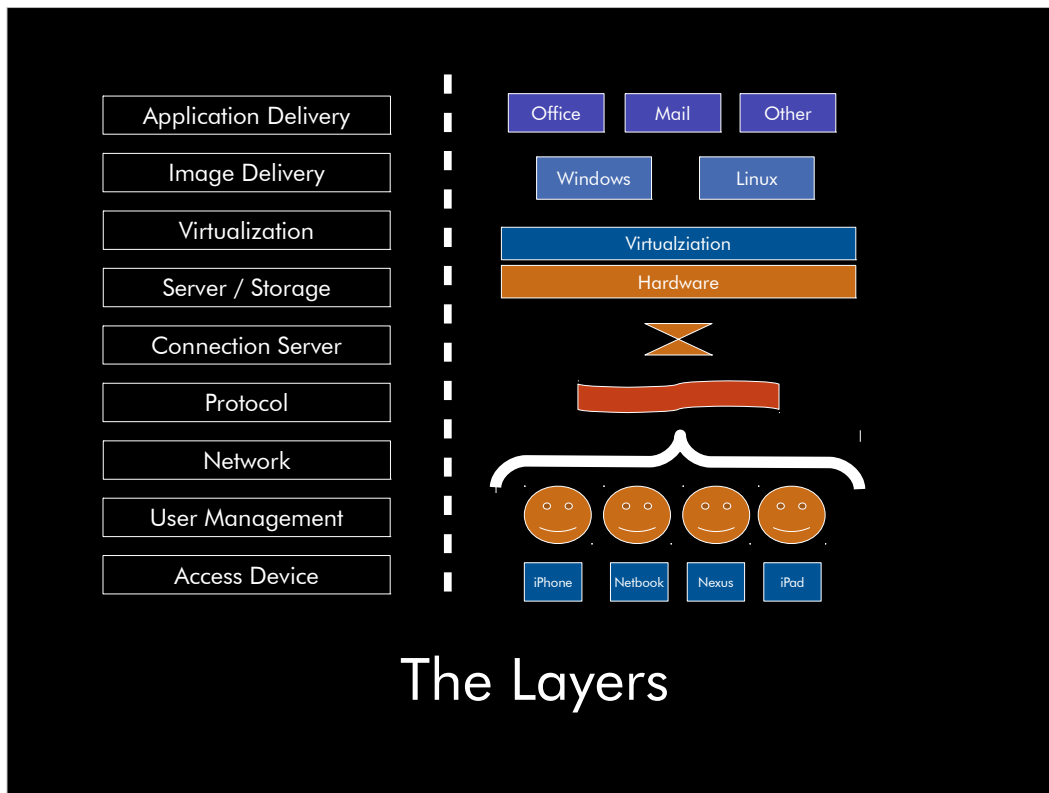 Application Delivery
Image Delivery
Virtualization
Server / Storage
Connection Server
Protocol
Network
User Management
Access Device
Office
Mail
Other
Windows
Linux
Virtualziation
Hardware
iPhone
Netbook
Nexus
iPad
The Layers